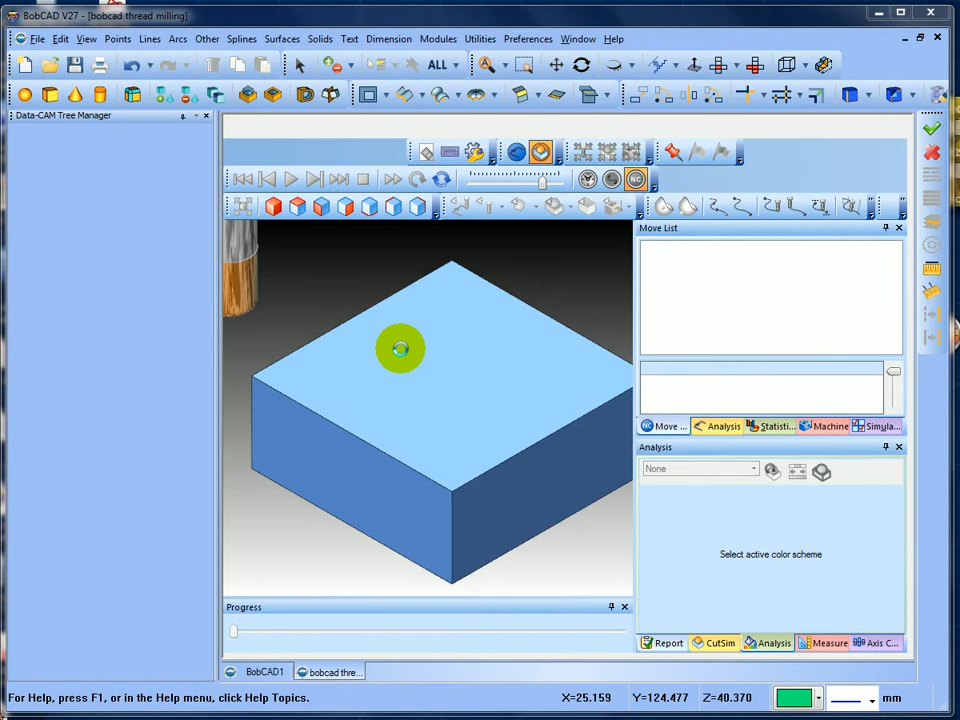 BobCAD V27 - [bobcad thread milling]
File Edit View Points Lines Arcs Other Splines Surfaces Solids Text Dimension Modules Utilities Preferences Window Help
ALL
Data-CAM Tree Manager
NC
Move List
NC Move ... Analysis Statisti... Machine Simula...
Analysis
None
Select active color scheme
Progress
Report CutSim Analysis Measure Axis C...
BobCAD1 bobcad thre...
For Help, press F1, or in the Help menu, click Help Topics. X=25.159 Y=124.477 Z=40.370 mm